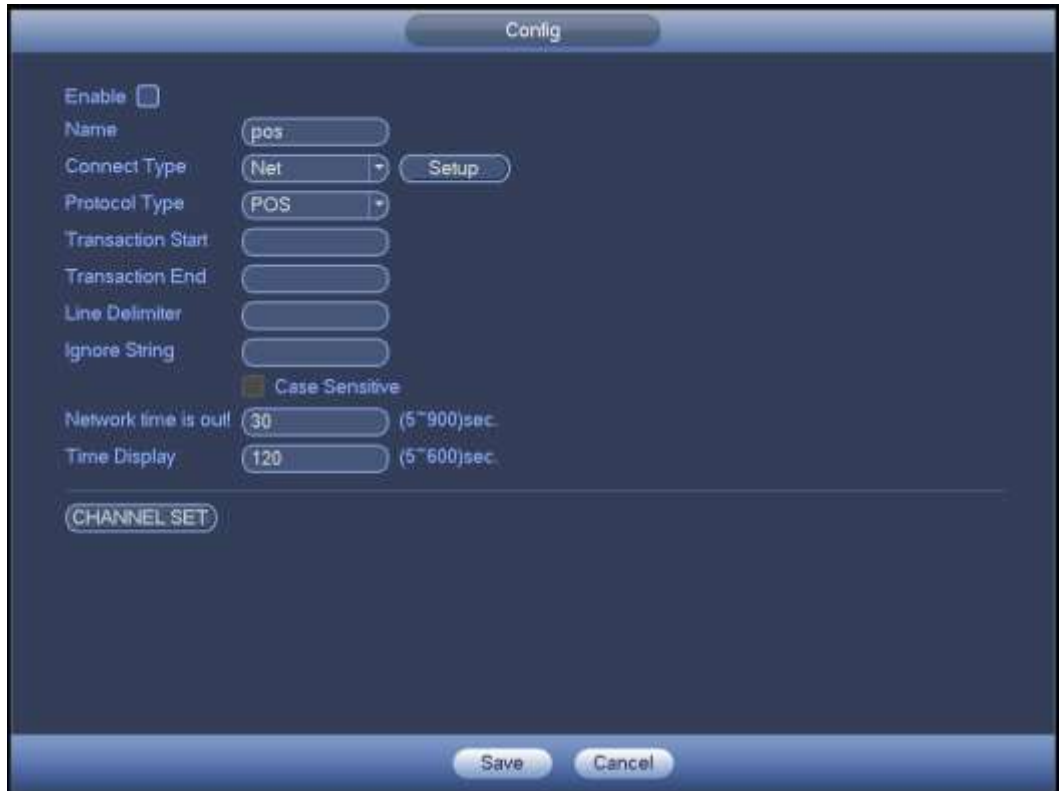 Config
Enable
Name pos
Connect Type Net Setup
Protocol Type POS
Transaction Start
Transaction End
Line Delimiter
Ignore String
Case Sensitive
Network time is out! 30 (5~900)sec.
Time Display 120 (5~600)sec.
CHANNEL SET
Save Cancel